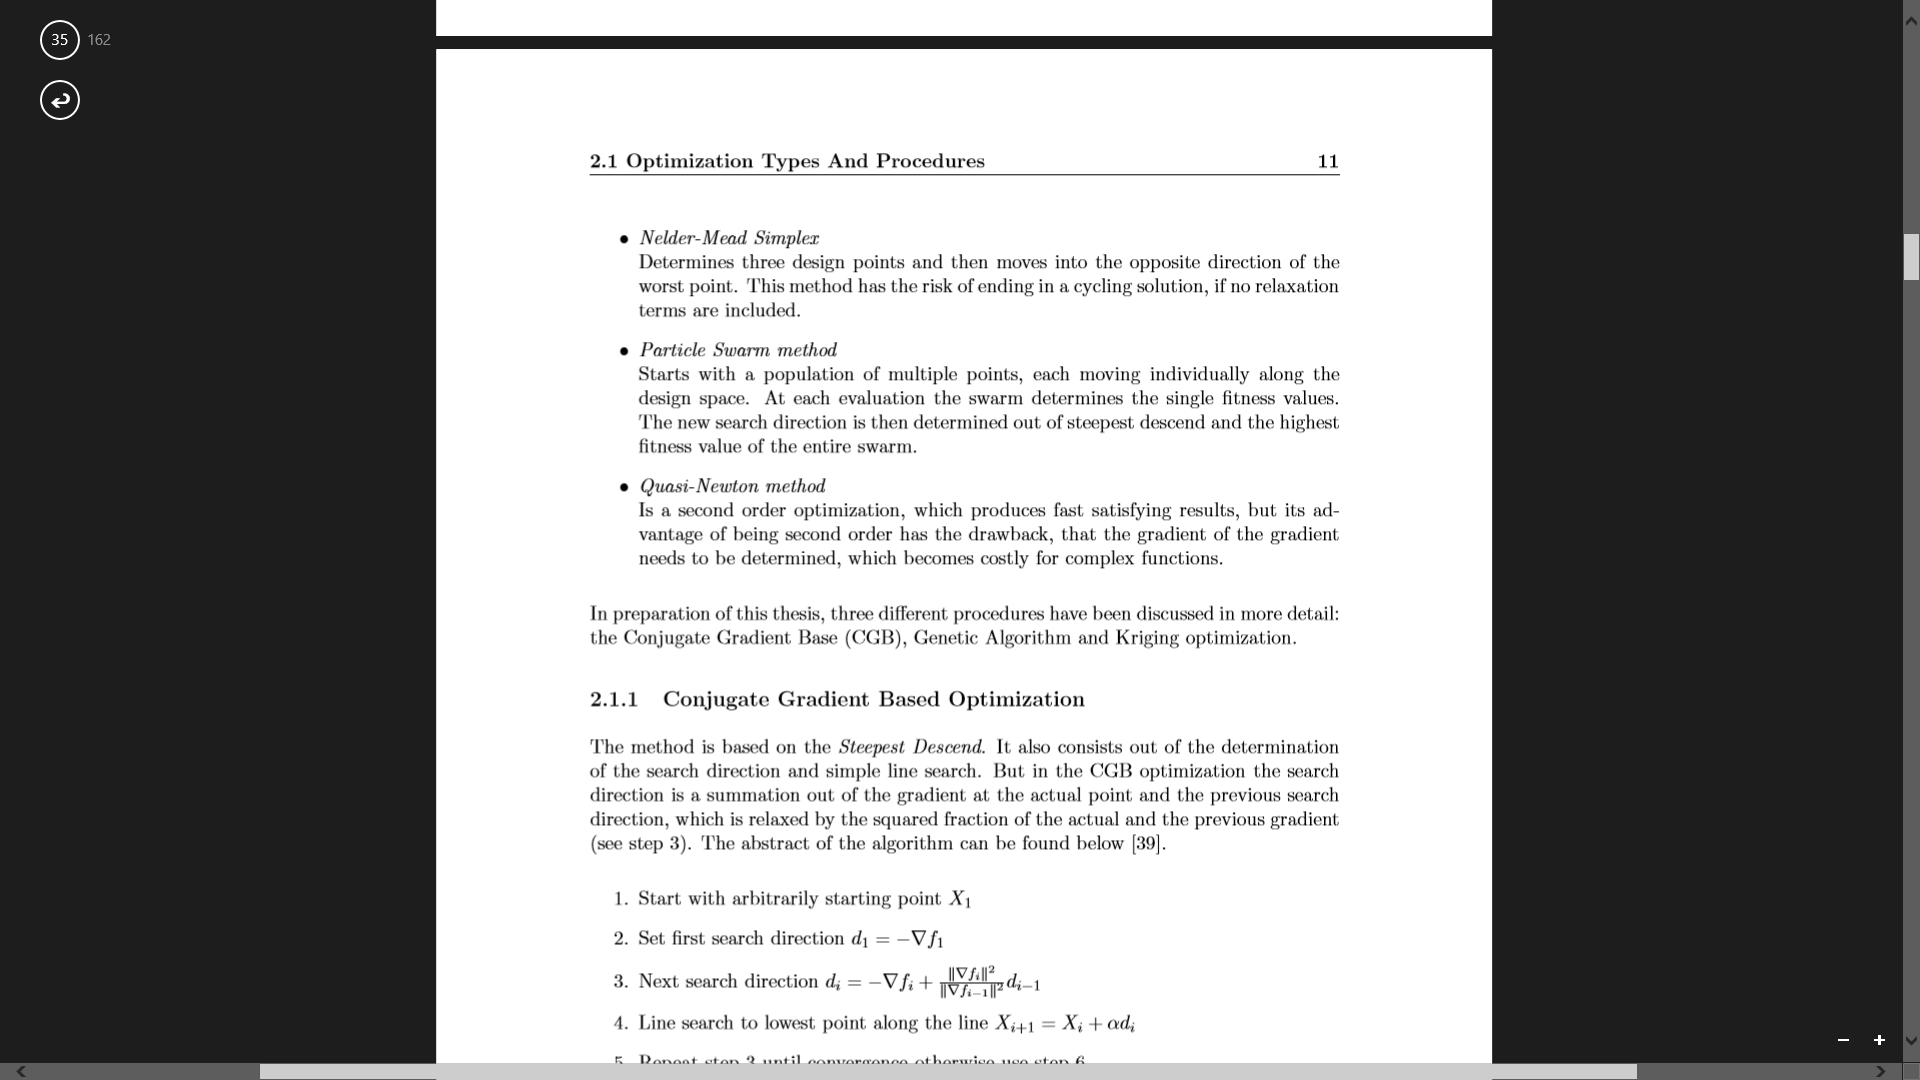 35 162
2.1 Optimization Types And Procedures 11
• Nelder-Mead Simplex
Determines three design points and then moves into the opposite direction of the
worst point. This method has the risk of ending in a cycling solution, if no relaxation
terms are included.
• Particle Swarm method
Starts with a population of multiple points, each moving individually along the
design space. At each evaluation the swarm determines the single fitness values.
The new search direction is then determined out of steepest descend and the highest
fitness value of the entire swarm.
• Quasi-Newton method
Is a second order optimization, which produces fast satisfying results, but its ad-
vantage of being second order has the drawback, that the gradient of the gradient
needs to be determined, which becomes costly for complex functions.
In preparation of this thesis, three different procedures have been discussed in more detail:
the Conjugate Gradient Base (CGB), Genetic Algorithm and Kriging optimization.
2.1.1 Conjugate Gradient Based Optimization
The method is based on the Steepest Descend. It also consists out of the determination
of the search direction and simple line search. But in the CGB optimization the search
direction is a summation out of the gradient at the actual point and the previous search
direction, which is relaxed by the squared fraction of the actual and the previous gradient
(see step 3). The abstract of the algorithm can be found below [39].
1. Start with arbitrarily starting point X₁
2. Set first search direction d₁ = −∇f₁
3. Next search direction dᵢ = −∇fᵢ + ‖∇fᵢ‖²/‖∇fᵢ₋₁‖² dᵢ₋₁
4. Line search to lowest point along the line Xᵢ₊₁ = Xᵢ + αdᵢ
5. Repeat step 3 until convergence otherwise use step 6